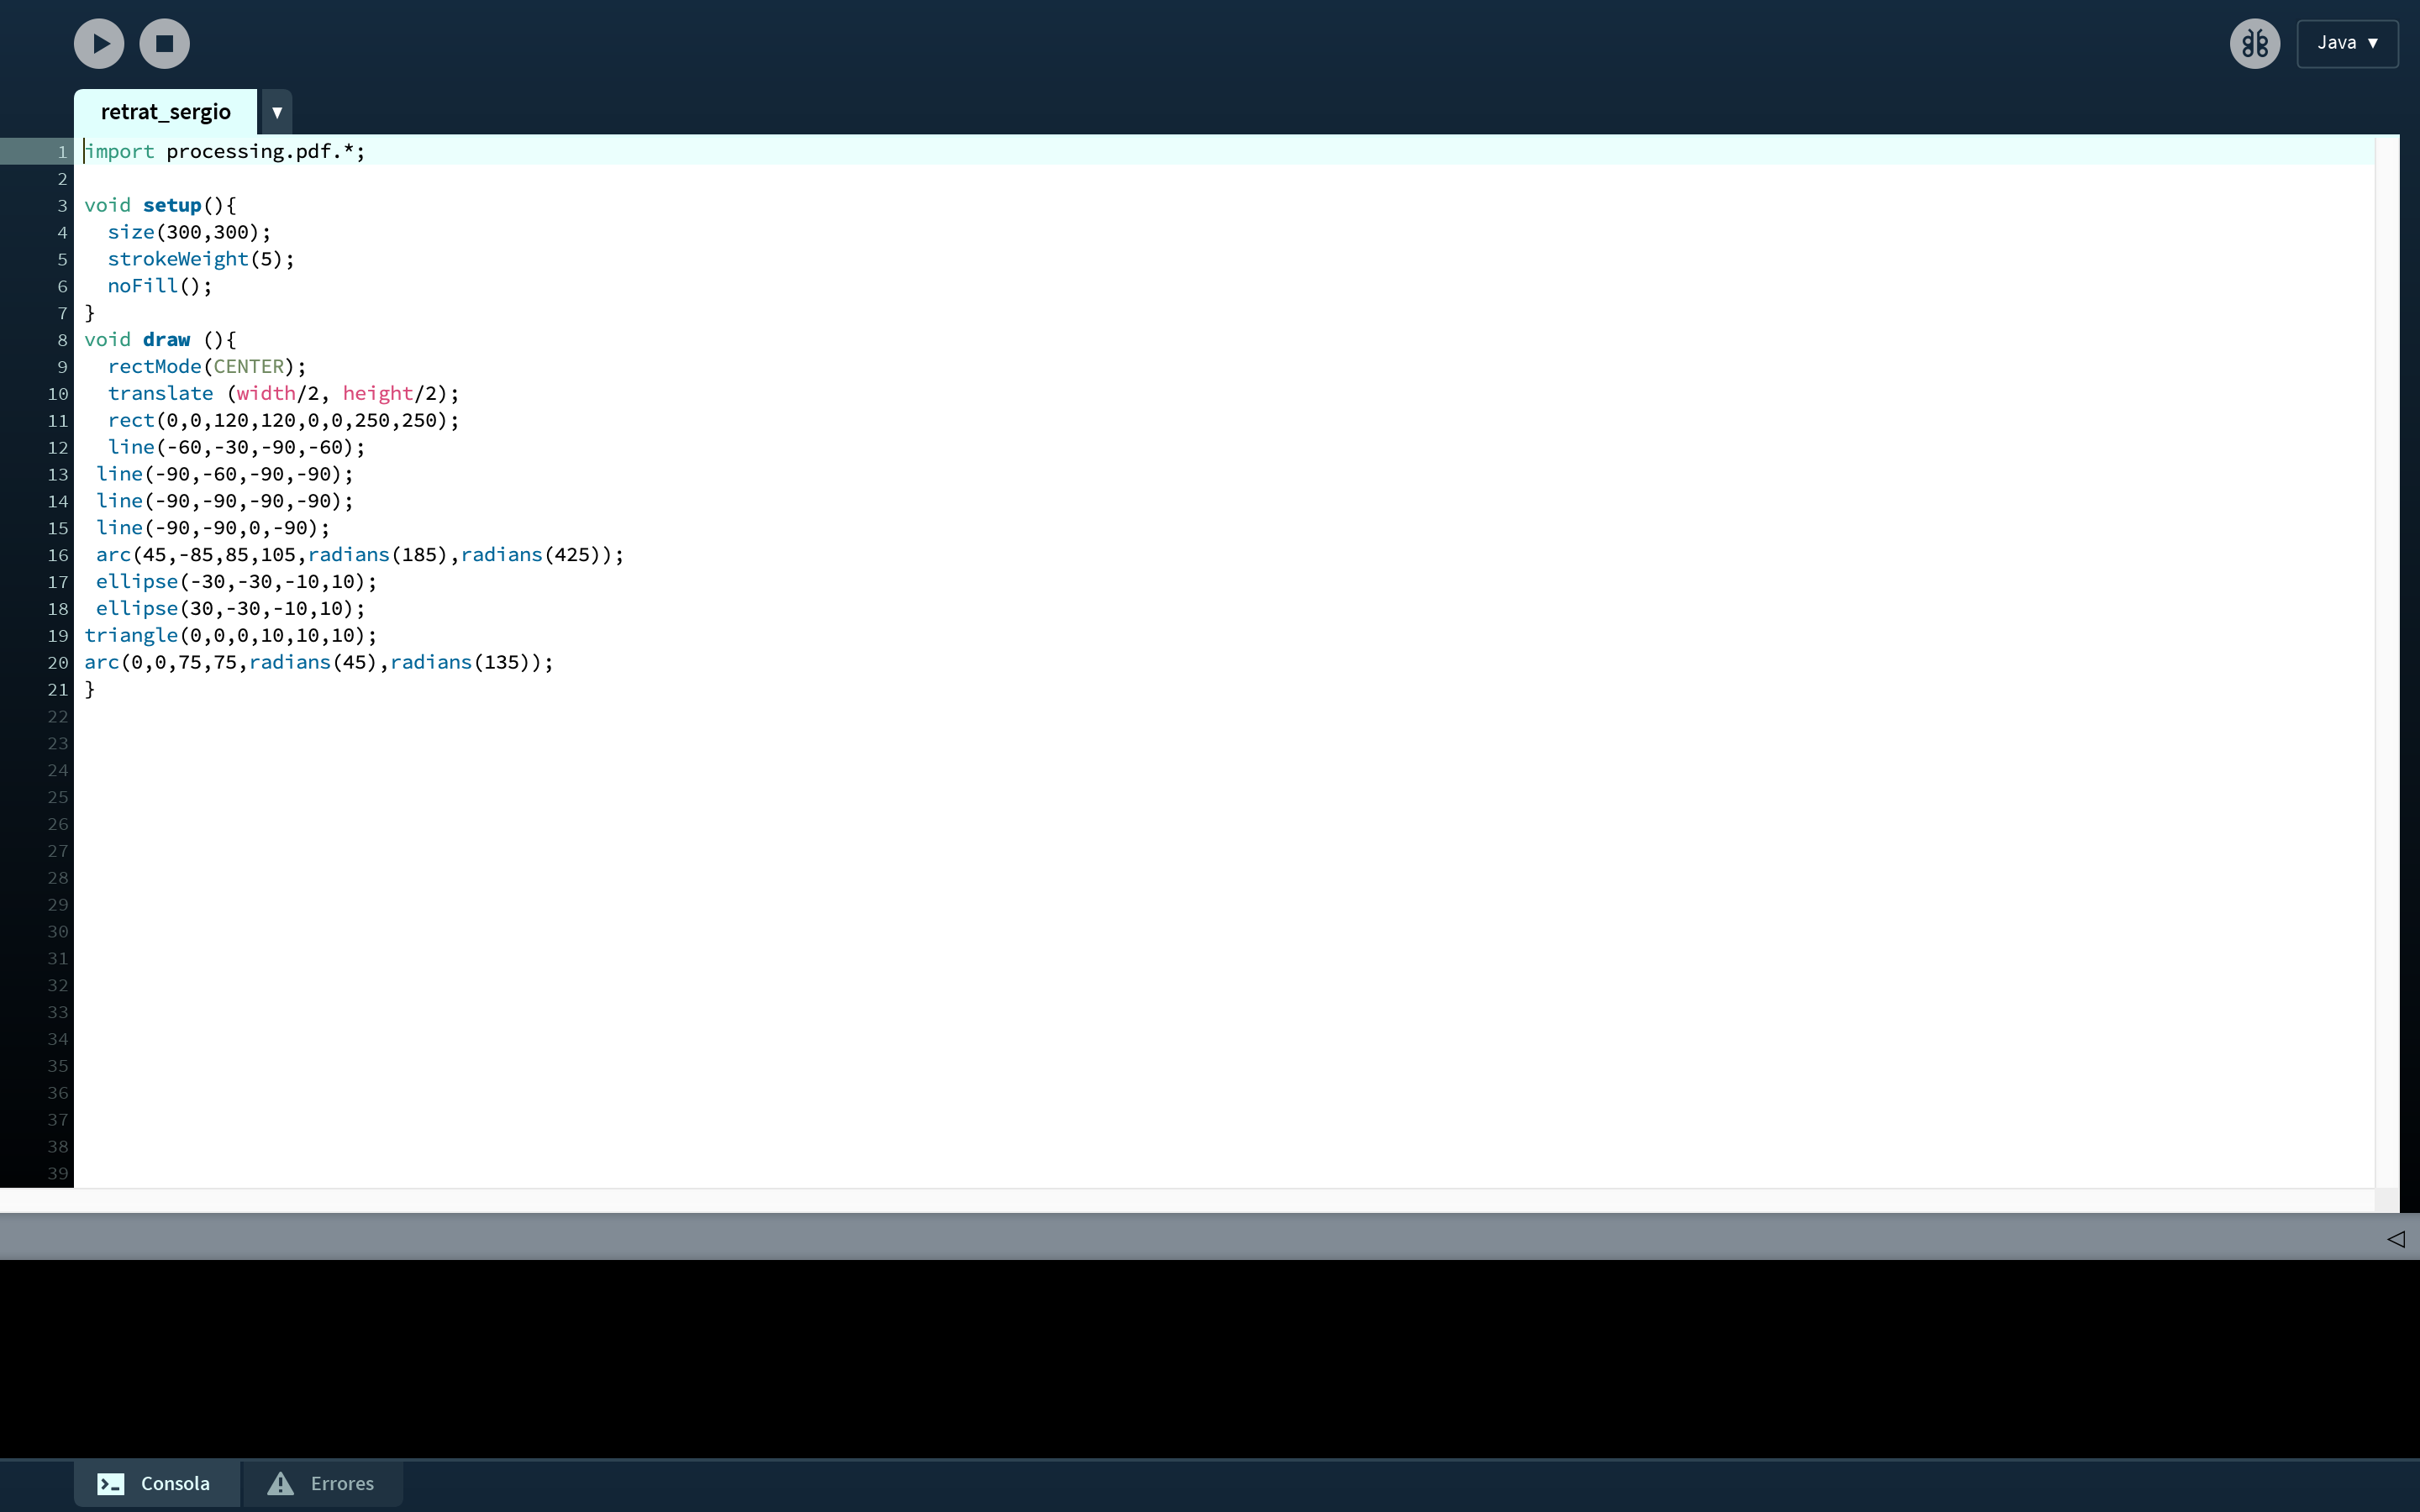 Java ▼
retrat_sergio ▼
1 import processing.pdf.*;
2
3 void setup(){
4   size(300,300);
5   strokeWeight(5);
6   noFill();
7 }
8 void draw (){
9   rectMode(CENTER);
10   translate (width/2, height/2);
11   rect(0,0,120,120,0,0,250,250);
12   line(-60,-30,-90,-60);
13  line(-90,-60,-90,-90);
14  line(-90,-90,-90,-90);
15  line(-90,-90,0,-90);
16  arc(45,-85,85,105,radians(185),radians(425));
17  ellipse(-30,-30,-10,10);
18  ellipse(30,-30,-10,10);
19 triangle(0,0,0,10,10,10);
20 arc(0,0,75,75,radians(45),radians(135));
21 }
22
23
24
25
26
27
28
29
30
31
32
33
34
35
36
37
38
39
Consola Errores